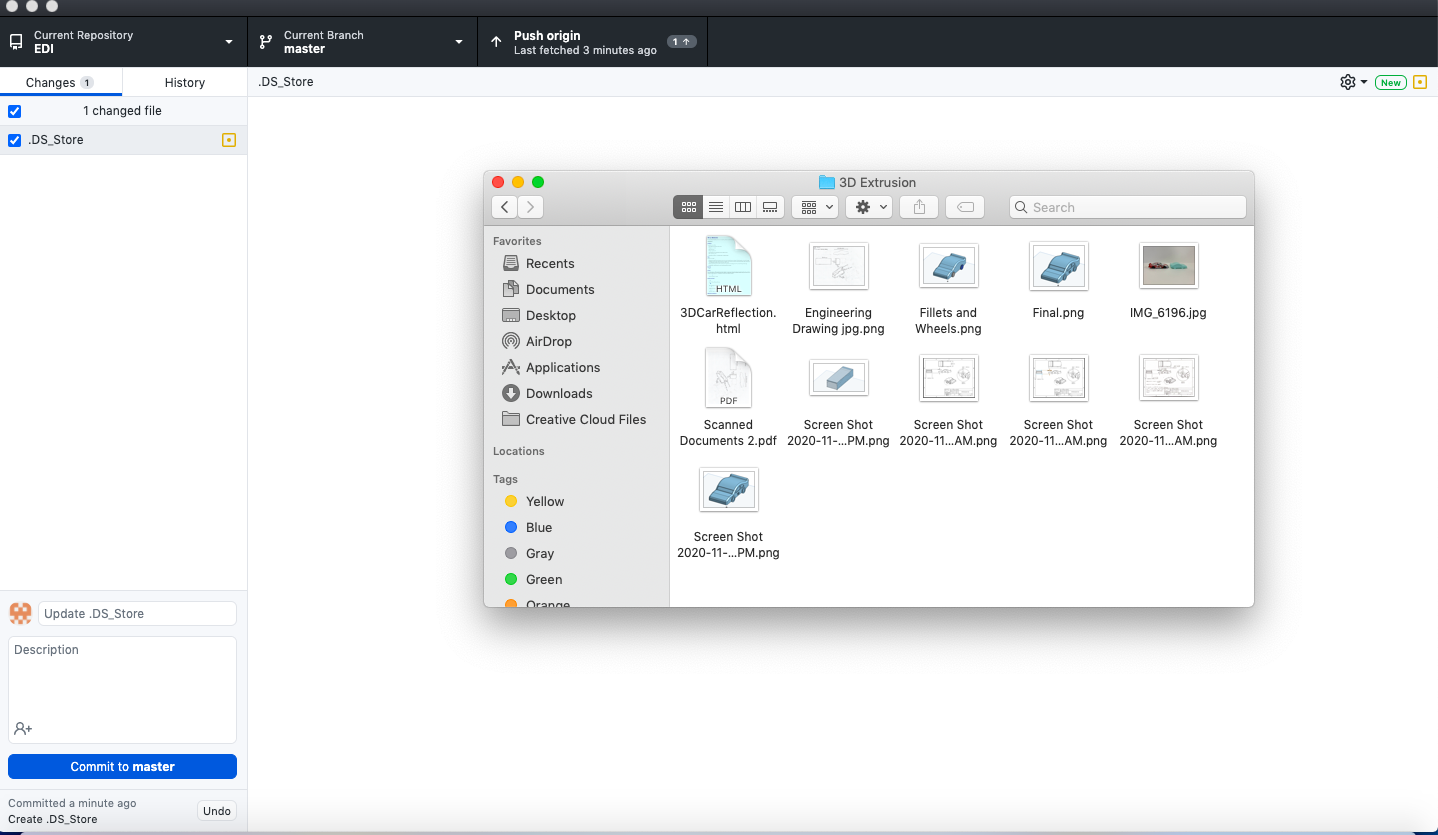 Current Repository
EDI
Current Branch
master
Push origin
Last fetched 3 minutes ago
1
Changes 1
History
.DS_Store
New
1 changed file
.DS_Store
3D Extrusion
Search
Favorites
Recents
Documents
Desktop
AirDrop
Applications
Downloads
Creative Cloud Files
Locations
Tags
Yellow
Blue
Gray
Green
Orange
HTML
3DCarReflection.
html
Engineering
Drawing jpg.png
Fillets and
Wheels.png
Final.png
IMG_6196.jpg
PDF
Scanned
Documents 2.pdf
Screen Shot
2020-11-...PM.png
Screen Shot
2020-11...AM.png
Screen Shot
2020-11...AM.png
Screen Shot
2020-11...AM.png
Screen Shot
2020-11-...PM.png
Update .DS_Store
Description
Commit to master
Committed a minute ago
Create .DS_Store
Undo